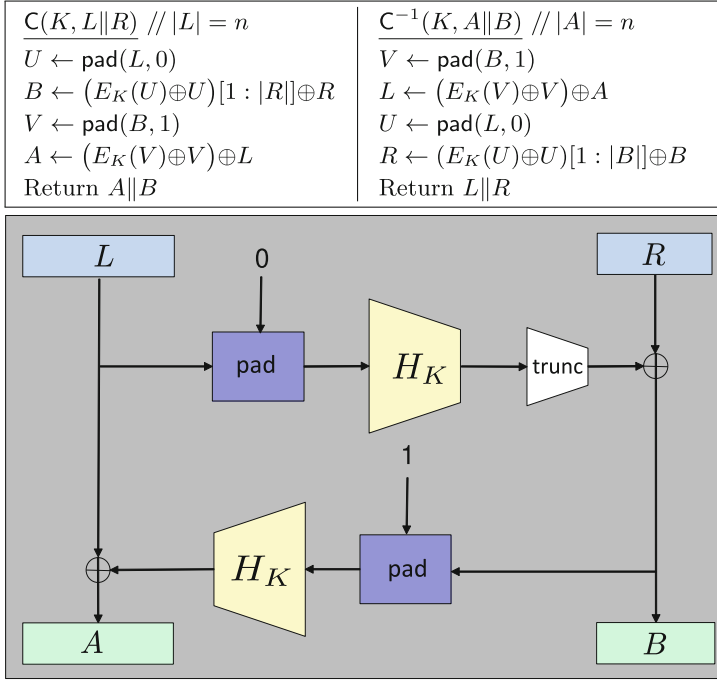 C(K, L∥R) // |L| = n
U ← pad(L, 0)
B ← (E_K(U)⊕U)[1 : |R|]⊕R
V ← pad(B, 1)
A ← (E_K(V)⊕V)⊕L
Return A∥B
C⁻¹(K, A∥B) // |A| = n
V ← pad(B, 1)
L ← (E_K(V)⊕V)⊕A
U ← pad(L, 0)
R ← (E_K(U)⊕U)[1 : |B|]⊕B
Return L∥R
L
0
R
pad
H_K
trunc
1
H_K
pad
A
B